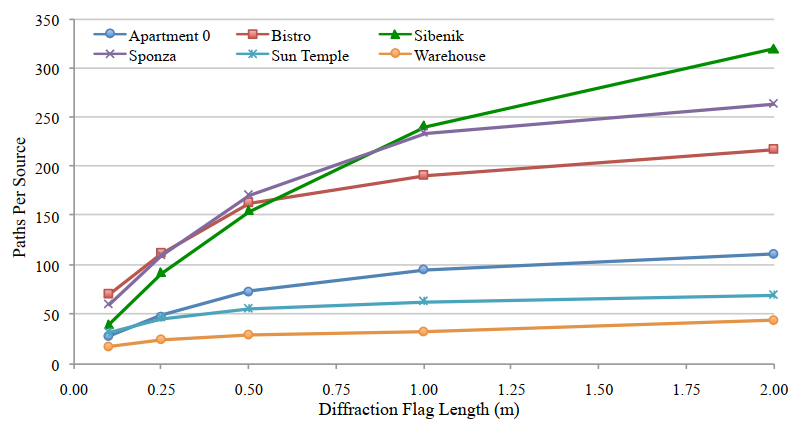 350
300
250
200
150
100
50
0
Paths Per Source
Apartment 0 Bistro Sibenik
Sponza Sun Temple Warehouse
0.00 0.25 0.50 0.75 1.00 1.25 1.50 1.75 2.00
Diffraction Flag Length (m)